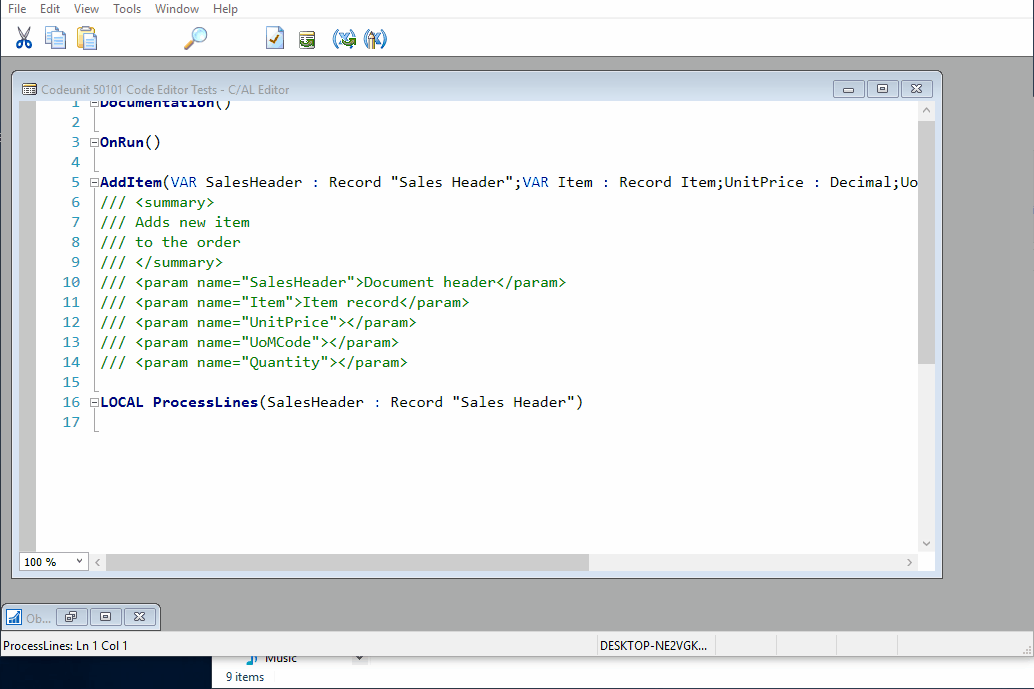 File Edit View Tools Window Help
Codeunit 50101 Code Editor Tests - C/AL Editor
1 Documentation()
2
3 OnRun()
4
5 AddItem(VAR SalesHeader : Record "Sales Header";VAR Item : Record Item;UnitPrice : Decimal;Uo
6 /// <summary>
7 /// Adds new item
8 /// to the order
9 /// </summary>
10 /// <param name="SalesHeader">Document header</param>
11 /// <param name="Item">Item record</param>
12 /// <param name="UnitPrice"></param>
13 /// <param name="UoMCode"></param>
14 /// <param name="Quantity"></param>
15
16 LOCAL ProcessLines(SalesHeader : Record "Sales Header")
17
100 %
Ob...
ProcessLines: Ln 1 Col 1 DESKTOP-NE2VGK...
Music
9 items